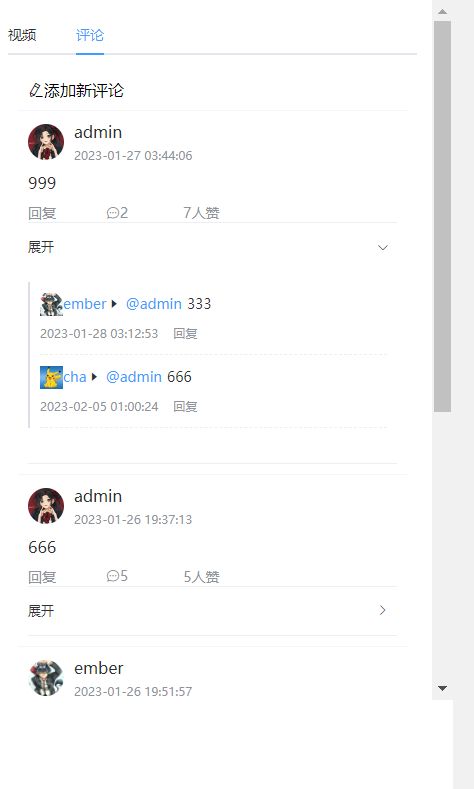 视频 评论
添加新评论
admin
2023-01-27 03:44:06
999
回复 2 7人赞
展开
ember @admin 333
2023-01-28 03:12:53 回复
cha @admin 666
2023-02-05 01:00:24 回复
admin
2023-01-26 19:37:13
666
回复 5 5人赞
展开
ember
2023-01-26 19:51:57